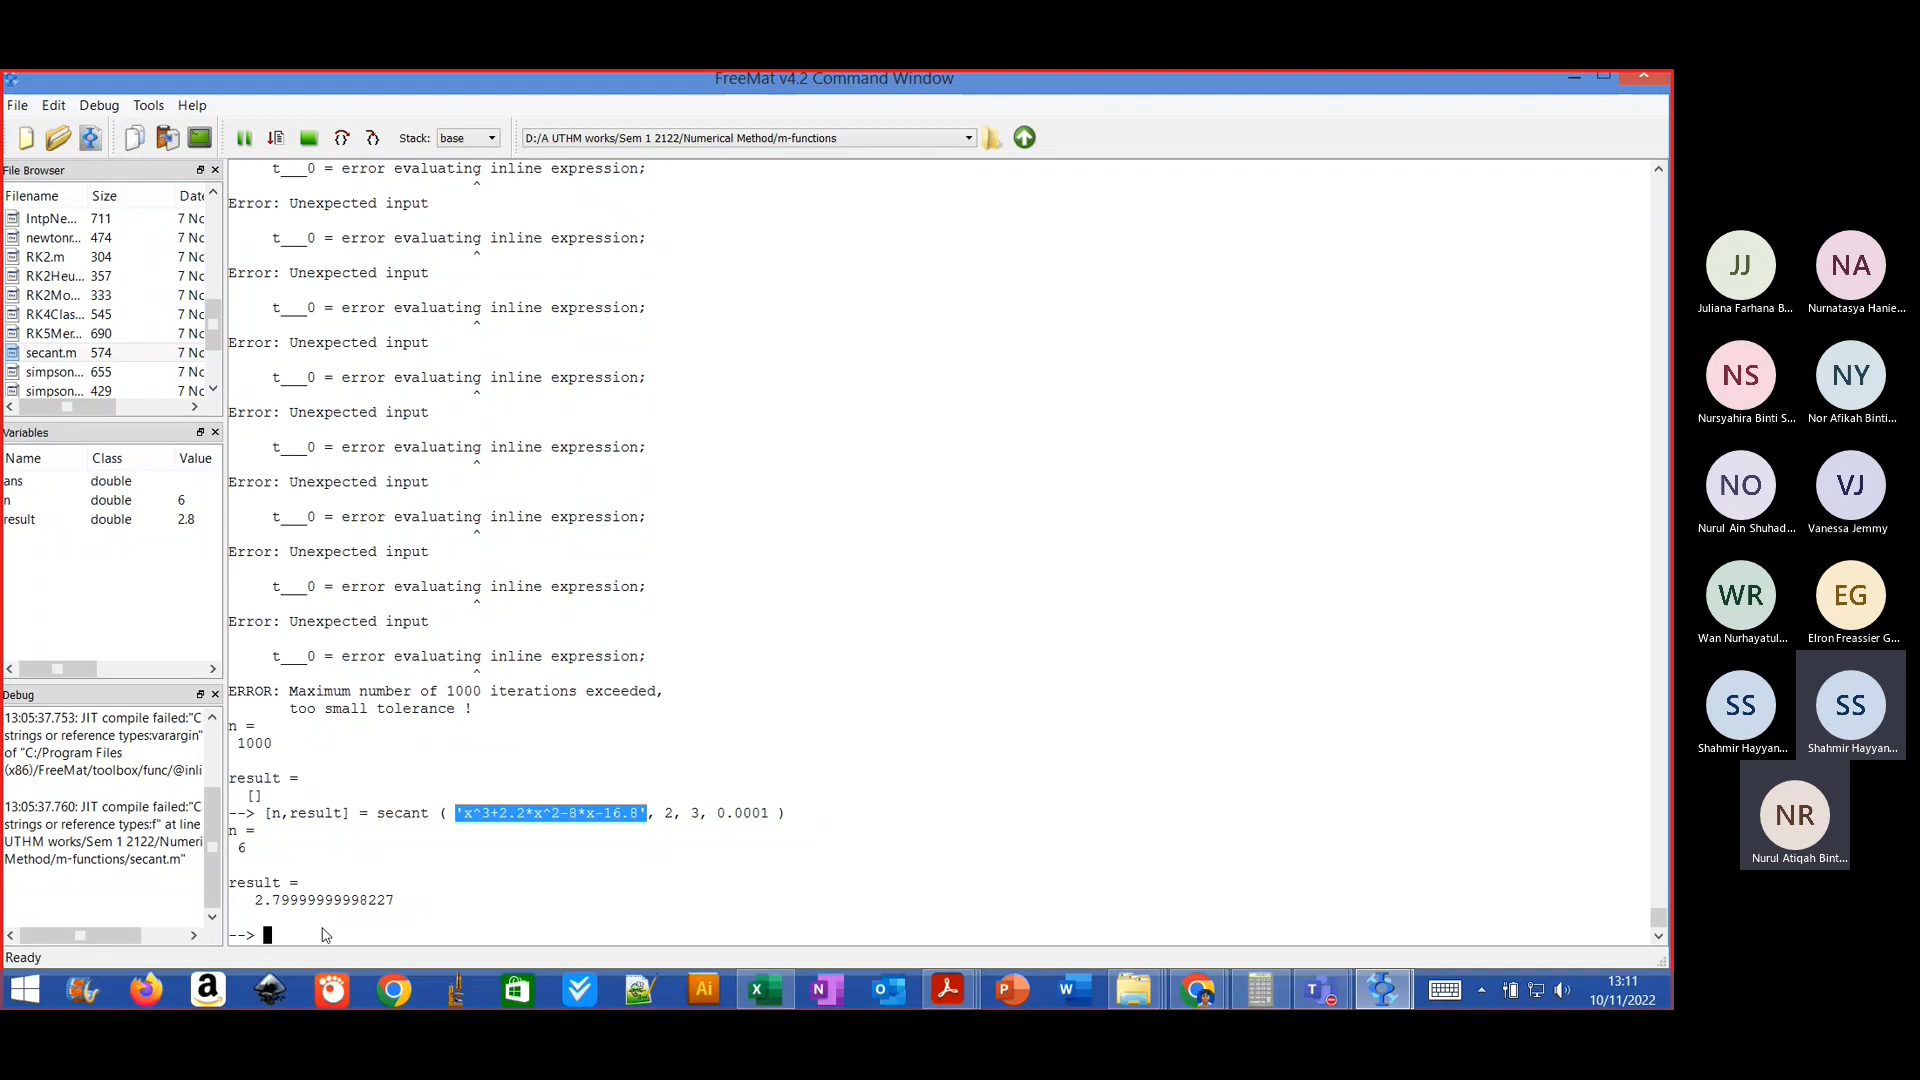 FreeMat v4.2 Command Window
File Edit Debug Tools Help
Stack: base D:/A UTHM works/Sem 1 2122/Numerical Method/m-functions
File Browser
Filename Size Date
IntpNe... 711 7 Nc
newtonr... 474 7 Nc
RK2.m 304 7 Nc
RK2Heu... 357 7 Nc
RK2Mo... 333 7 Nc
RK4Clas... 545 7 Nc
RK5Mer... 690 7 Nc
secant.m 574 7 Nc
simpson... 655 7 Nc
simpson... 429 7 Nc
Variables
Name Class Value
ans double
n double 6
result double 2.8
Debug
13:05:37.753: JIT compile failed:"C
strings or reference types:varargin"
of "C:/Program Files
(x86)/FreeMat/toolbox/func/@inli
13:05:37.760: JIT compile failed:"C
strings or reference types:f" at line
UTHM works/Sem 1 2122/Numeri
Method/m-functions/secant.m"
t___0 = error evaluating inline expression;
^
Error: Unexpected input
t___0 = error evaluating inline expression;
^
Error: Unexpected input
t___0 = error evaluating inline expression;
^
Error: Unexpected input
t___0 = error evaluating inline expression;
^
Error: Unexpected input
t___0 = error evaluating inline expression;
^
Error: Unexpected input
t___0 = error evaluating inline expression;
^
Error: Unexpected input
t___0 = error evaluating inline expression;
^
Error: Unexpected input
t___0 = error evaluating inline expression;
^
ERROR: Maximum number of 1000 iterations exceeded,
too small tolerance !
n =
1000
result =
[]
--> [n,result] = secant ( 'x^3+2.2*x^2-8*x-16.8', 2, 3, 0.0001 )
n =
6
result =
2.79999999998227
-->
Ready
13:11
10/11/2022
JJ
Juliana Farhana B...
NA
Nurnatasya Hanie...
NS
Nursyahira Binti S...
NY
Nor Afikah Binti...
NO
Nurul Ain Shuhad...
VJ
Vanessa Jemmy
WR
Wan Nurhayatul...
EG
Elron Freassier G...
SS
Shahmir Hayyan...
SS
Shahmir Hayyan...
NR
Nurul Atiqah Bint...